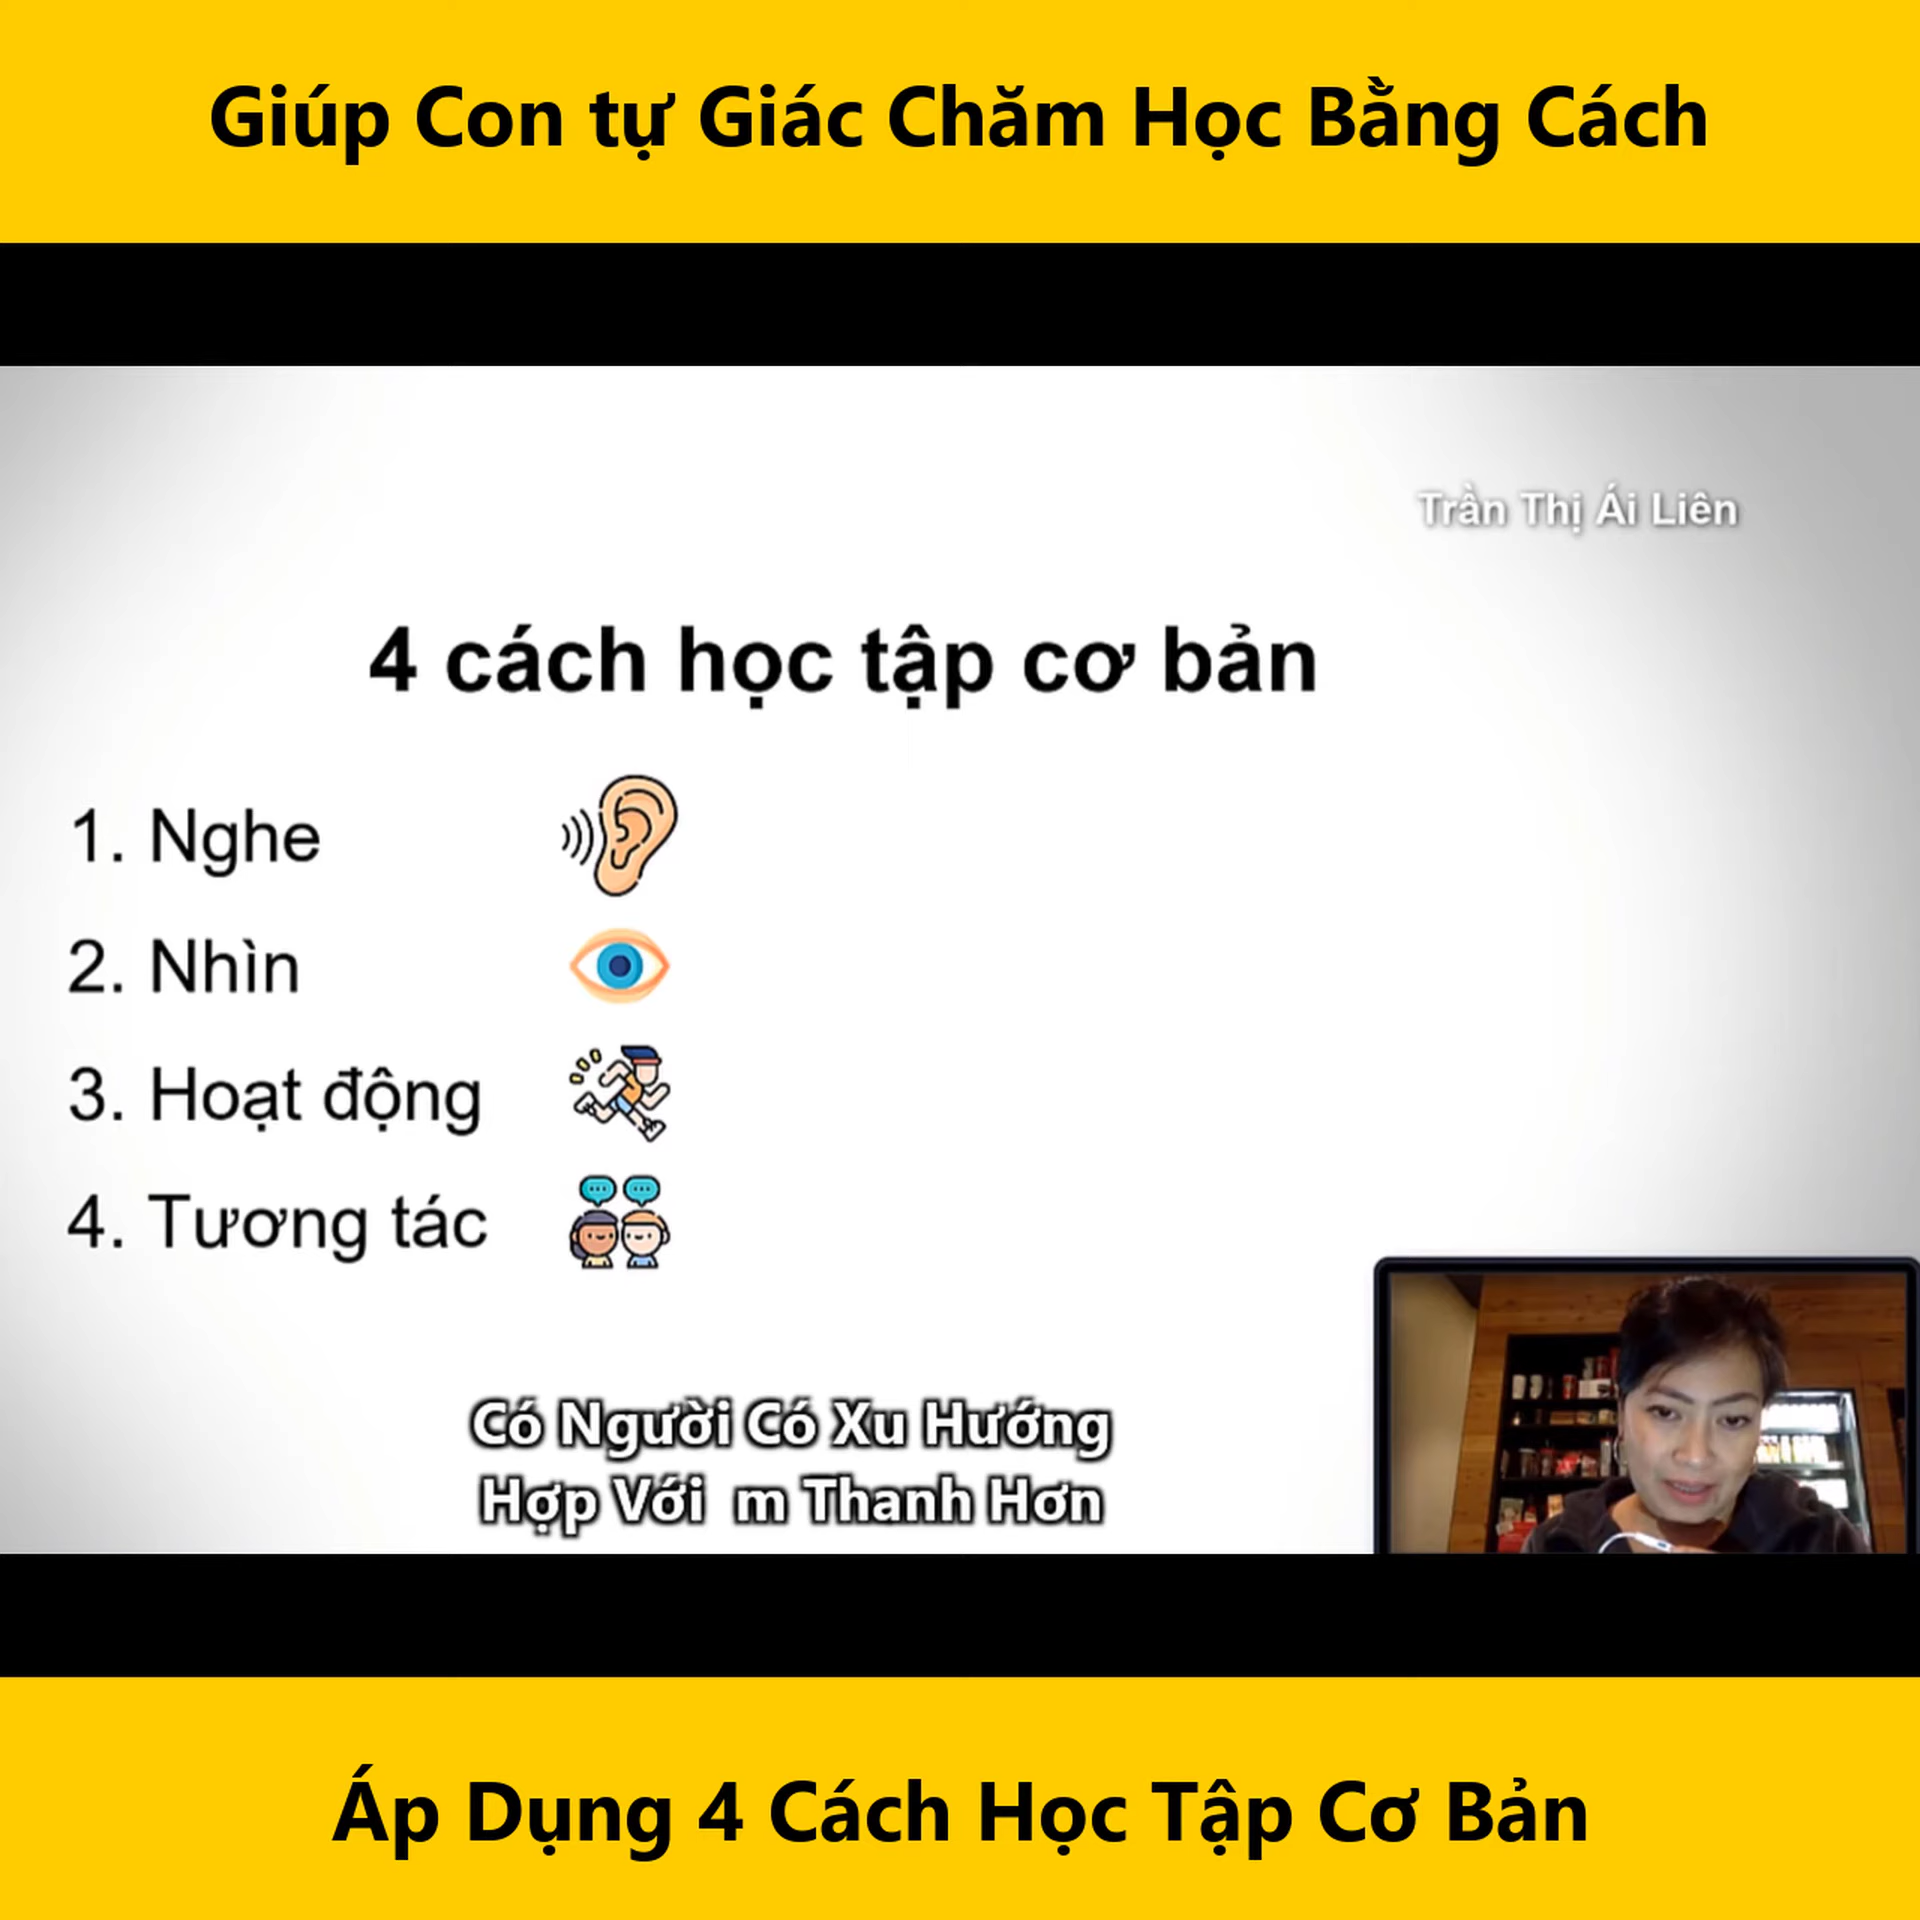 Giúp Con tự Giác Chăm Học Bằng Cách
Trần Thị Ái Liên
4 cách học tập cơ bản
1. Nghe
2. Nhìn
3. Hoạt động
4. Tương tác
Có Người Có Xu Hướng
Hợp Với  m Thanh Hơn
Áp Dụng 4 Cách Học Tập Cơ Bản